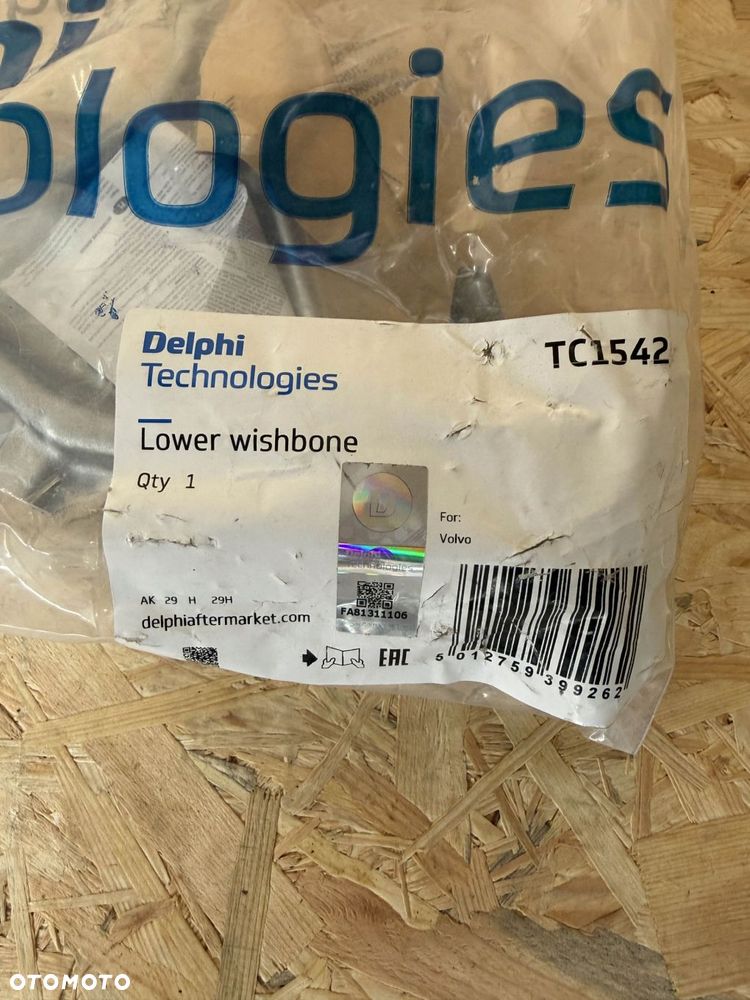 ologies
Delphi
Technologies
TC1542
Lower wishbone
Qty 1
For:
Volvo
Technologies
FA81311106
AK 29 H 29H
delphiaftermarket.com
EAC
5 012759 399262
OTOMOTO